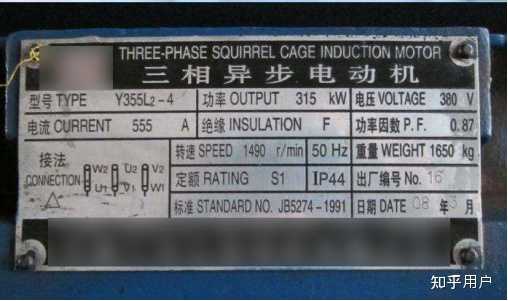 THREE-PHASE SQUIRREL CAGE INDUCTION MOTOR
三相异步电动机
型号 TYPE Y355L2-4 功率 OUTPUT 315 kW 电压 VOLTAGE 380 V
电流 CURRENT 555 A 绝缘 INSULATION F 功率因数 P.F. 0.87
接法 CONNECTION △ W2 U2 V2 U1 V1 W1
转速 SPEED 1490 r/min 50 Hz 重量 WEIGHT 1650 kg
定额 RATING S1 IP44 出厂编号 No. 16
标准 STANDARD NO. JB5274-1991 日期 DATE 08 年 3 月
知乎用户